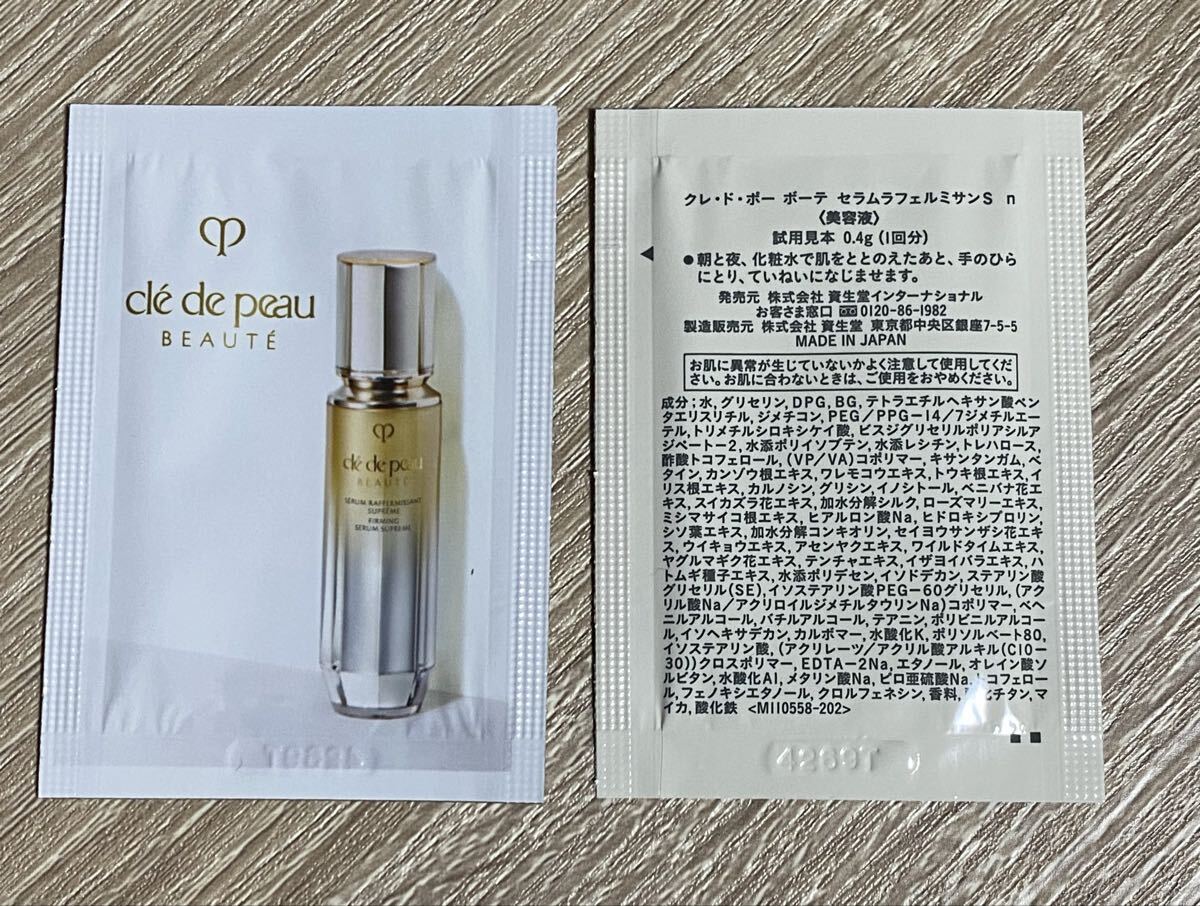 clé de peau
BEAUTÉ
clé de peau
BEAUTÉ
SÉRUM RAFFERMISSANT
SUPRÊME
FIRMING
SERUM SUPREME
クレ・ド・ポー ボーテ セラムラフェルミサンS n
〈美容液〉
試用見本 0.4g (1回分)
●朝と夜、化粧水で肌をととのえたあと、手のひら
にとり、ていねいになじませます。
発売元 株式会社 資生堂インターナショナル
お客さま窓口 0120-86-1982
製造販売元 株式会社 資生堂 東京都中央区銀座7-5-5
MADE IN JAPAN
お肌に異常が生じていないかよく注意して使用してくだ
さい。お肌に合わないときは、ご使用をおやめください。
成分;水, グリセリン, DPG, BG, テトラエチルヘキサン酸ペン
タエリスリチル, ジメチコン, PEG/PPG-14/7ジメチルエー
テル, トリメチルシロキシケイ酸, ビスジグリセリルポリアシルア
ジペート-2, 水添ポリイソブテン, 水添レシチン, トレハロース,
酢酸トコフェロール, (VP/VA)コポリマー, キサンタンガム, ベ
タイン, カンゾウ根エキス, ワレモコウエキス, トウキ根エキス, イ
リス根エキス, カルノシン, グリシン, イノシトール, ベニバナ花エ
キス, スイカズラ花エキス, 加水分解シルク, ローズマリーエキス,
ミシマサイコ根エキス, ヒアルロン酸Na, ヒドロキシプロリン,
シソ葉エキス, 加水分解コンキオリン, セイヨウサンザシ花エキ
ス, ウイキョウエキス, アセンヤクエキス, ワイルドタイムエキス,
ヤグルマギク花エキス, テンチャエキス, イザヨイバラエキス, ハ
トムギ種子エキス, 水添ポリデセン, イソドデカン, ステアリン酸
グリセリル(SE), イソステアリン酸PEG-60グリセリル, (アク
リル酸Na/アクリロイルジメチルタウリンNa)コポリマー, ベヘ
ニルアルコール, バチルアルコール, テアニン, ポリビニルアルコー
ル, イソヘキサデカン, カルボマー, 水酸化K, ポリソルベート80,
イソステアリン酸, (アクリレーツ/アクリル酸アルキル(C10-
30))クロスポリマー, EDTA-2Na, エタノール, オレイン酸ソ
ルビタン, 水酸化Al, メタリン酸Na, ピロ亜硫酸Na, トコフェロー
ル, フェノキシエタノール, クロルフェネシン, 香料, 酸化チタン, マ
イカ, 酸化鉄 <MII0558-202>
4269T